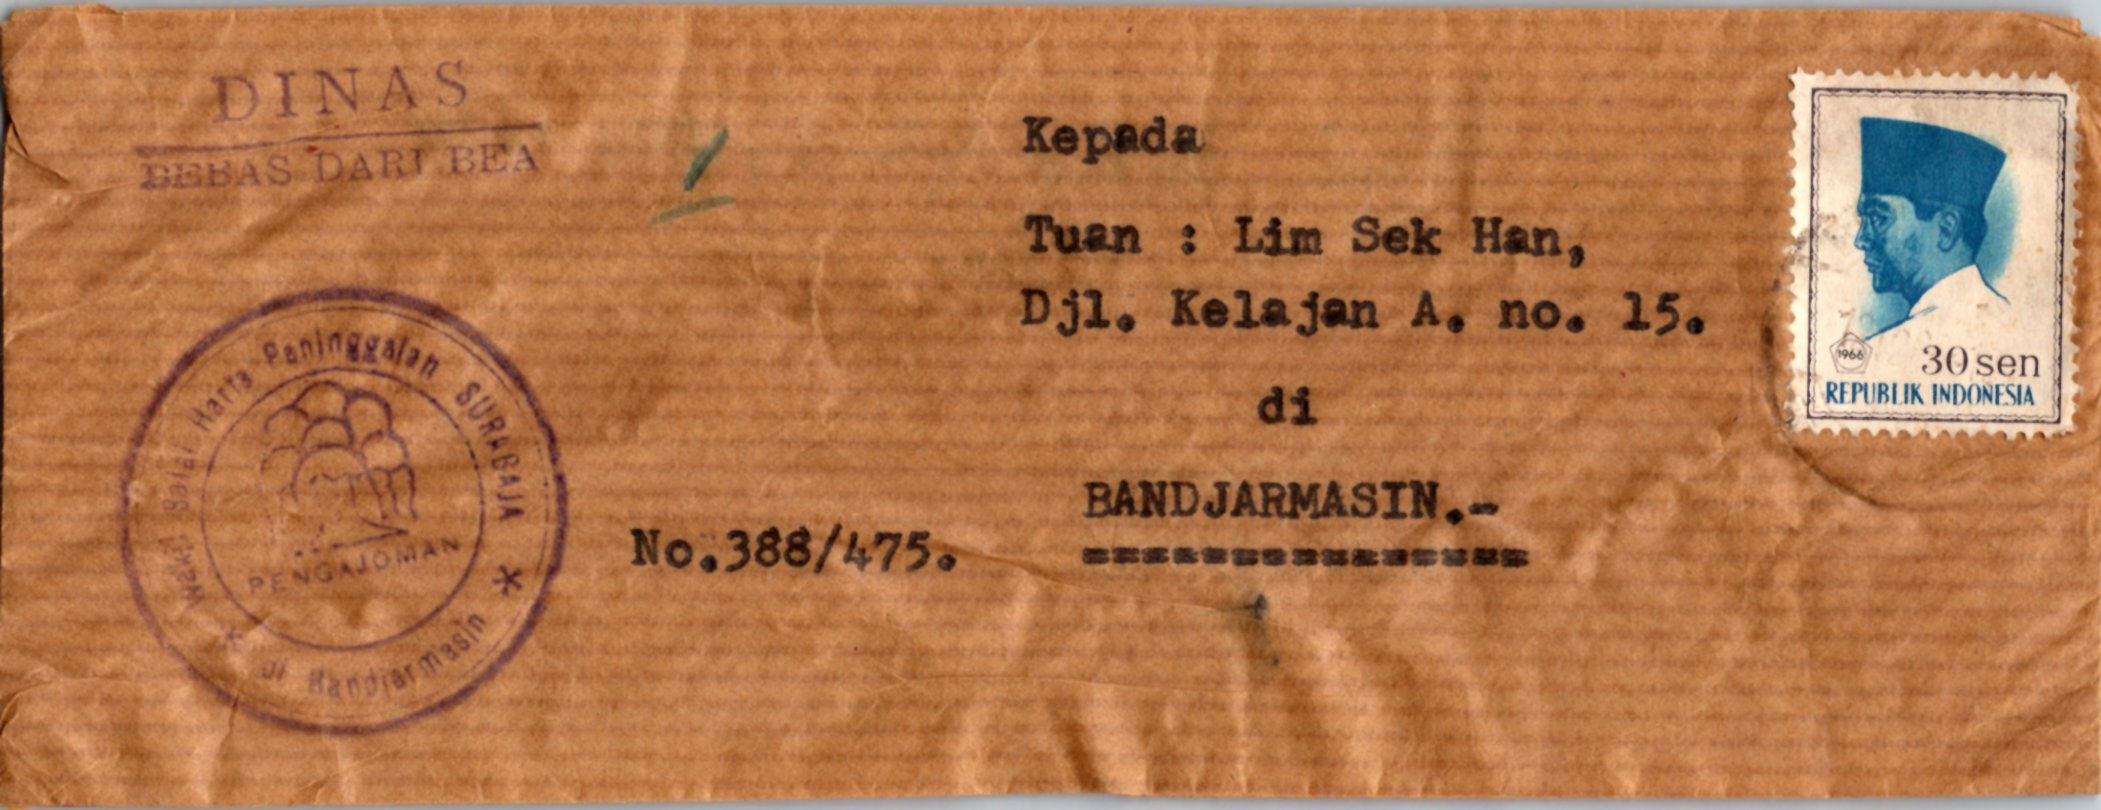 DINAS
BEBAS DARI BEA
Kepada
Tuan : Lim Sek Han,
Djl. Kelajan A. no. 15.
di
BANDJARMASIN.-
===============
No.388/475.
Wakil Balai Harta Peninggalan SURABAJA
* di Bandjarmasin *
PENGAJOMAN
1966
30 sen
REPUBLIK INDONESIA